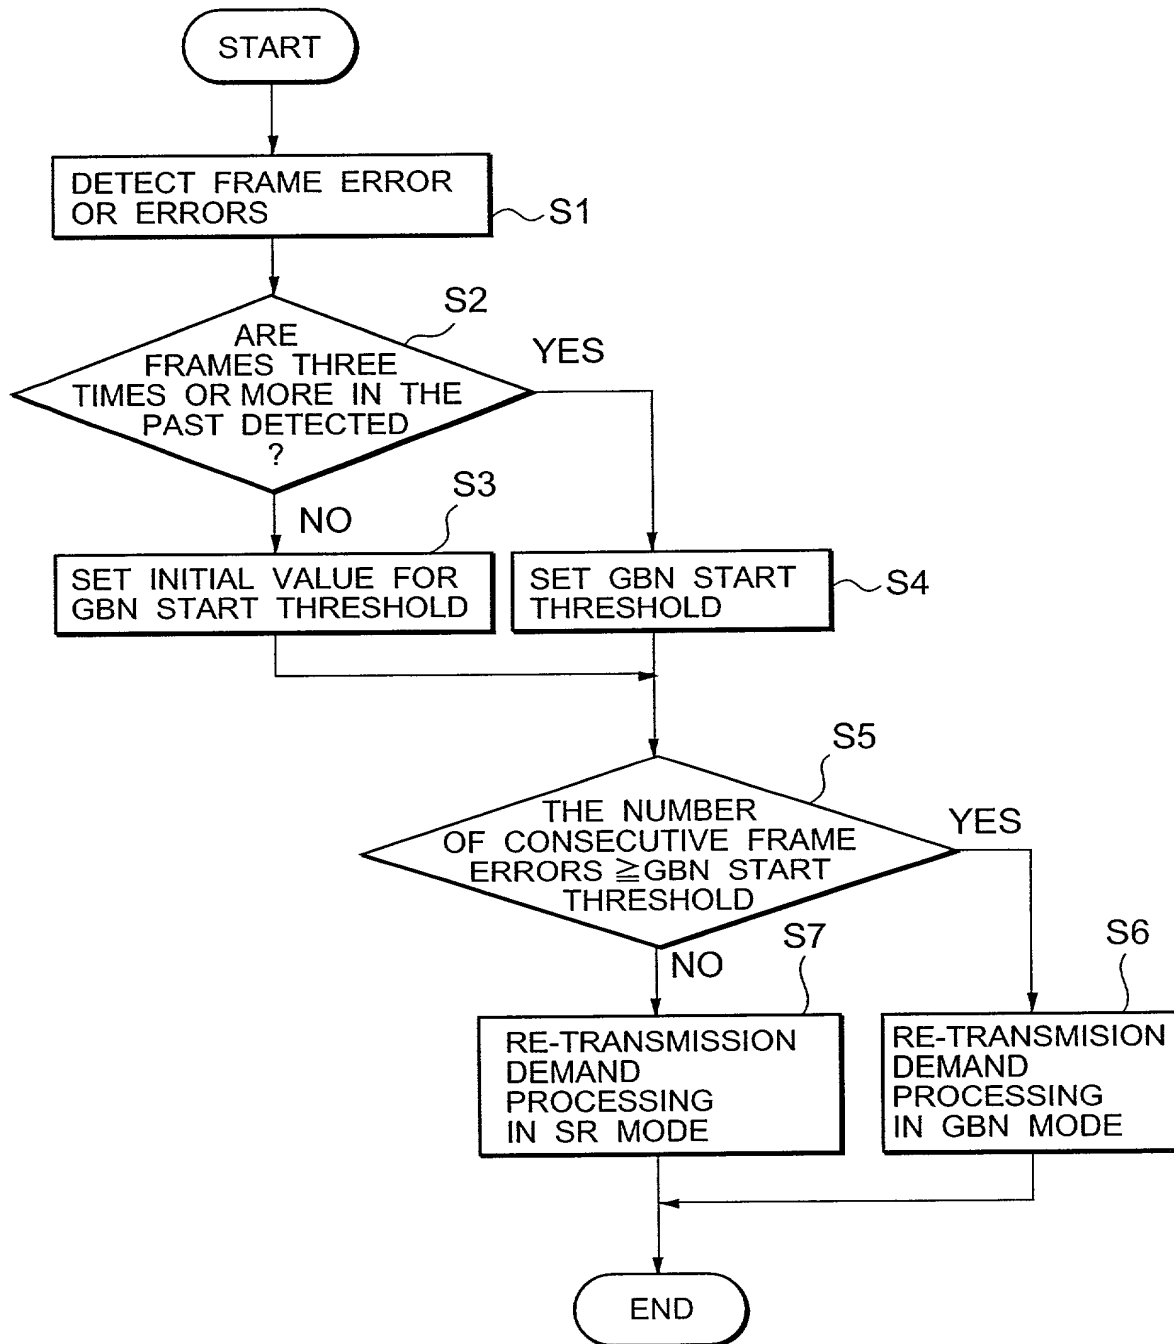 START
DETECT FRAME ERROR
OR ERRORS
S1
S2
ARE
FRAMES THREE
TIMES OR MORE IN THE
PAST DETECTED
?
YES
NO
S3
SET INITIAL VALUE FOR
GBN START THRESHOLD
SET GBN START
THRESHOLD
S4
S5
THE NUMBER
OF CONSECUTIVE FRAME
ERRORS ≧GBN START
THRESHOLD
YES
NO
S7
S6
RE-TRANSMISSION
DEMAND
PROCESSING
IN SR MODE
RE-TRANSMISION
DEMAND
PROCESSING
IN GBN MODE
END